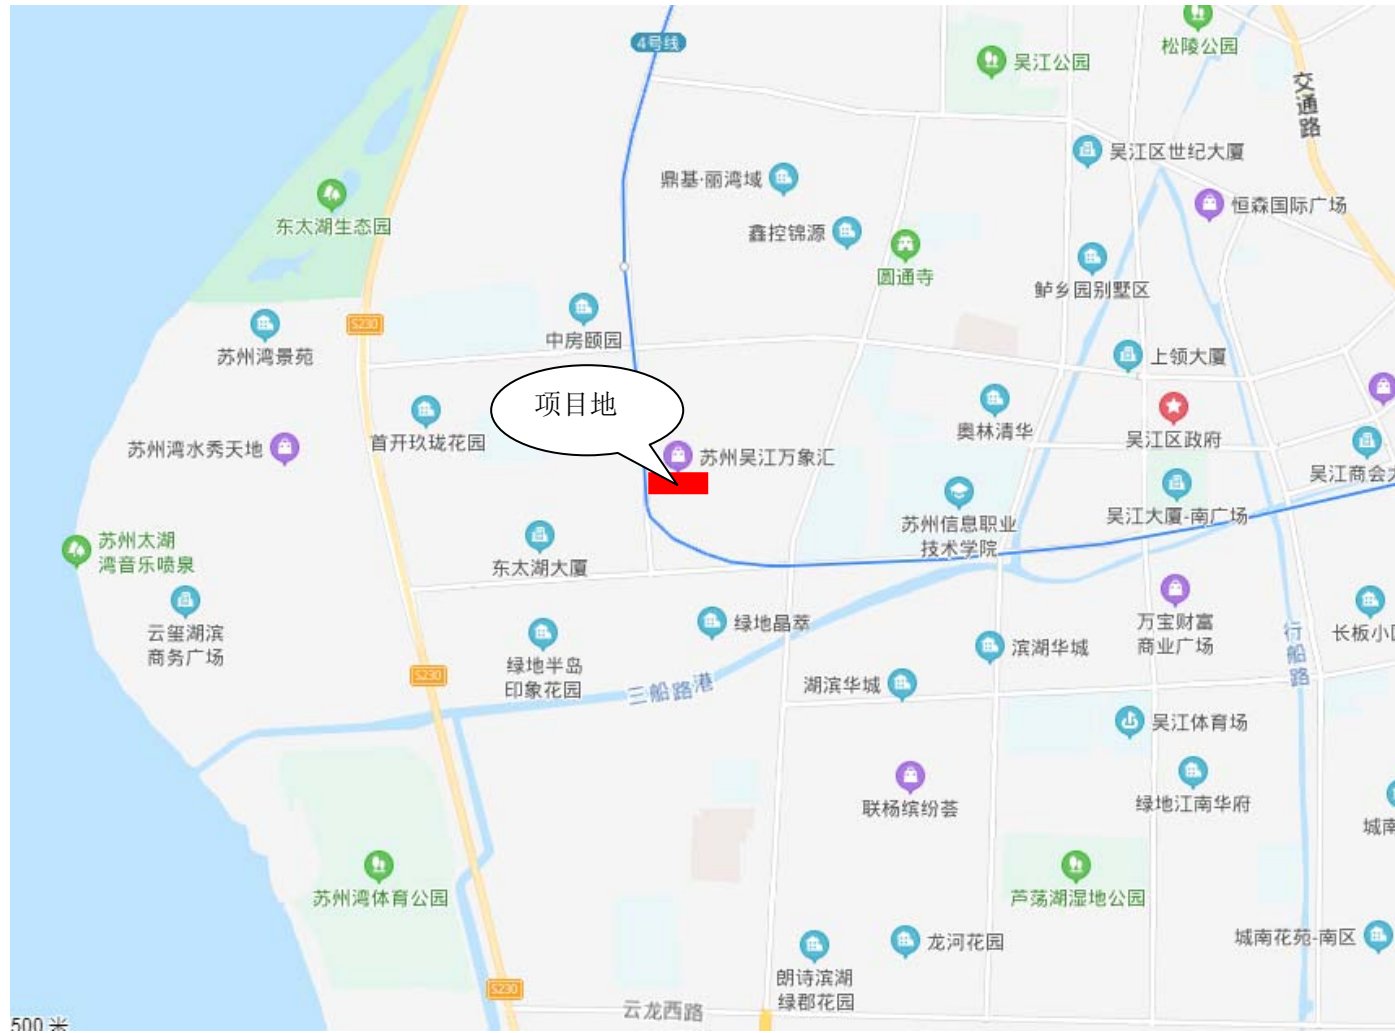 4号线
松陵公园
吴江公园
交通路
吴江区世纪大厦
鼎基·丽湾域
东太湖生态园
恒森国际广场
鑫控锦源
圆通寺
鲈乡园别墅区
S230
中房颐园
苏州湾景苑
上领大厦
项目地
奥林清华
吴江区政府
首开玖珑花园
苏州湾水秀天地
苏州吴江万象汇
吴江商会大
苏州信息职业
技术学院
吴江大厦-南广场
苏州太湖
湾音乐喷泉
东太湖大厦
云玺湖滨
商务广场
绿地晶萃
万宝财富
商业广场
行船路
长板小区
滨湖华城
绿地半岛
印象花园
S230
三船路港
湖滨华城
吴江体育场
联杨缤纷荟
绿地江南华府
城南
苏州湾体育公园
芦荡湖湿地公园
龙河花园
城南花苑-南区
朗诗滨湖
绿郡花园
S230
云龙西路
500 米